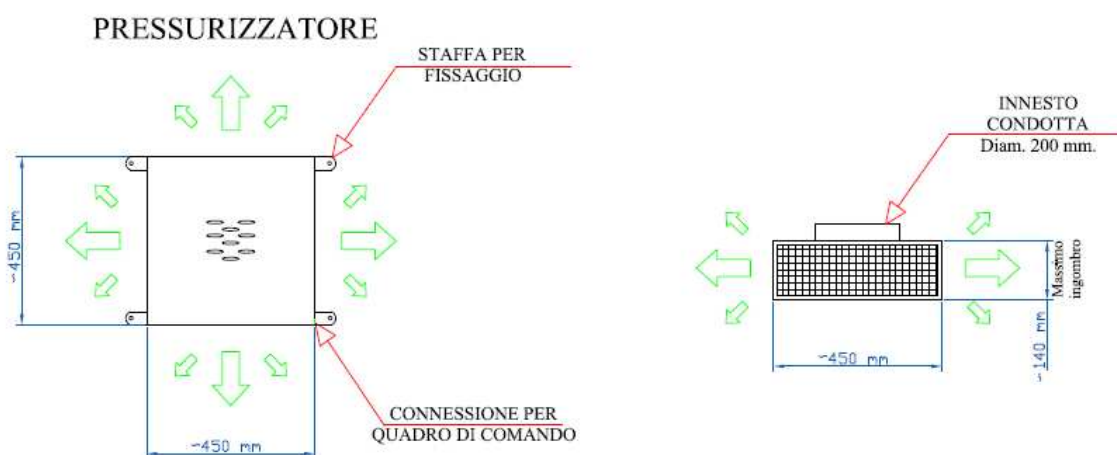 PRESSURIZZATORE
STAFFA PER
FISSAGGIO
~450 mm
CONNESSIONE PER
QUADRO DI COMANDO
~450 mm
INNESTO
CONDOTTA
Diam. 200 mm.
Massimo
ingombro
~450 mm
~140 mm